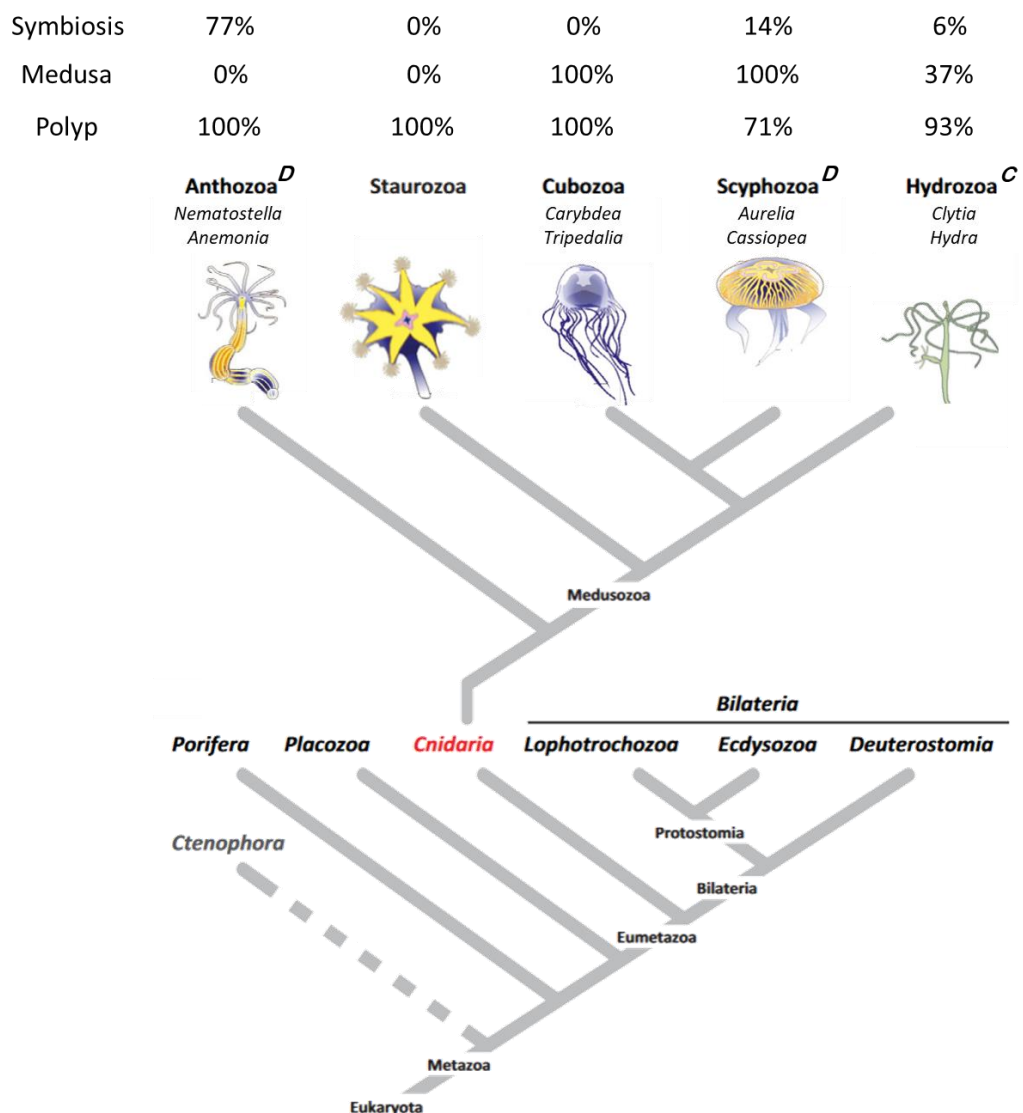 Symbiosis 77% 0% 0% 14% 6%
Medusa 0% 0% 100% 100% 37%
Polyp 100% 100% 100% 71% 93%
Anthozoa D Staurozoa Cubozoa Scyphozoa D Hydrozoa C
Nematostella Carybdea Aurelia Clytia
Anemonia Tripedalia Cassiopea Hydra
Medusozoa
Bilateria
Porifera Placozoa Cnidaria Lophotrochozoa Ecdysozoa Deuterostomia
Protostomia
Ctenophora
Bilateria
Eumetazoa
Metazoa
Eukaryota